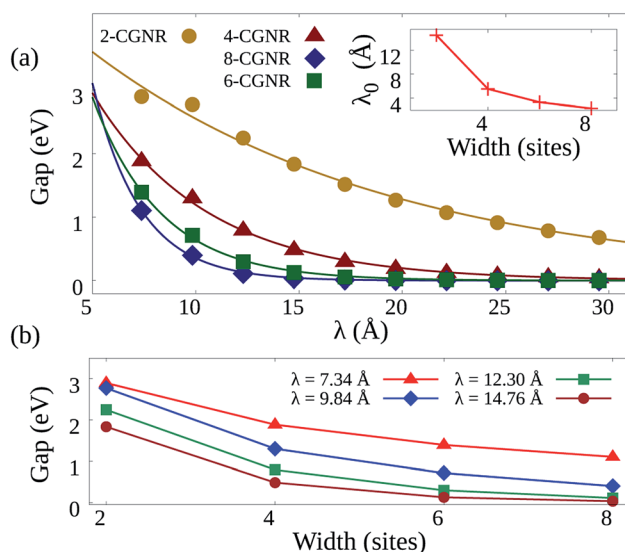 (a)
2-CGNR
4-CGNR
8-CGNR
6-CGNR
λ₀ (Å)
12
8
4
4
8
Width (sites)
Gap (eV)
3
2
1
0
5
10
15
20
25
30
λ (Å)
(b)
λ = 7.34 Å
λ = 12.30 Å
λ = 9.84 Å
λ = 14.76 Å
Gap (eV)
3
2
1
0
2
4
6
8
Width (sites)